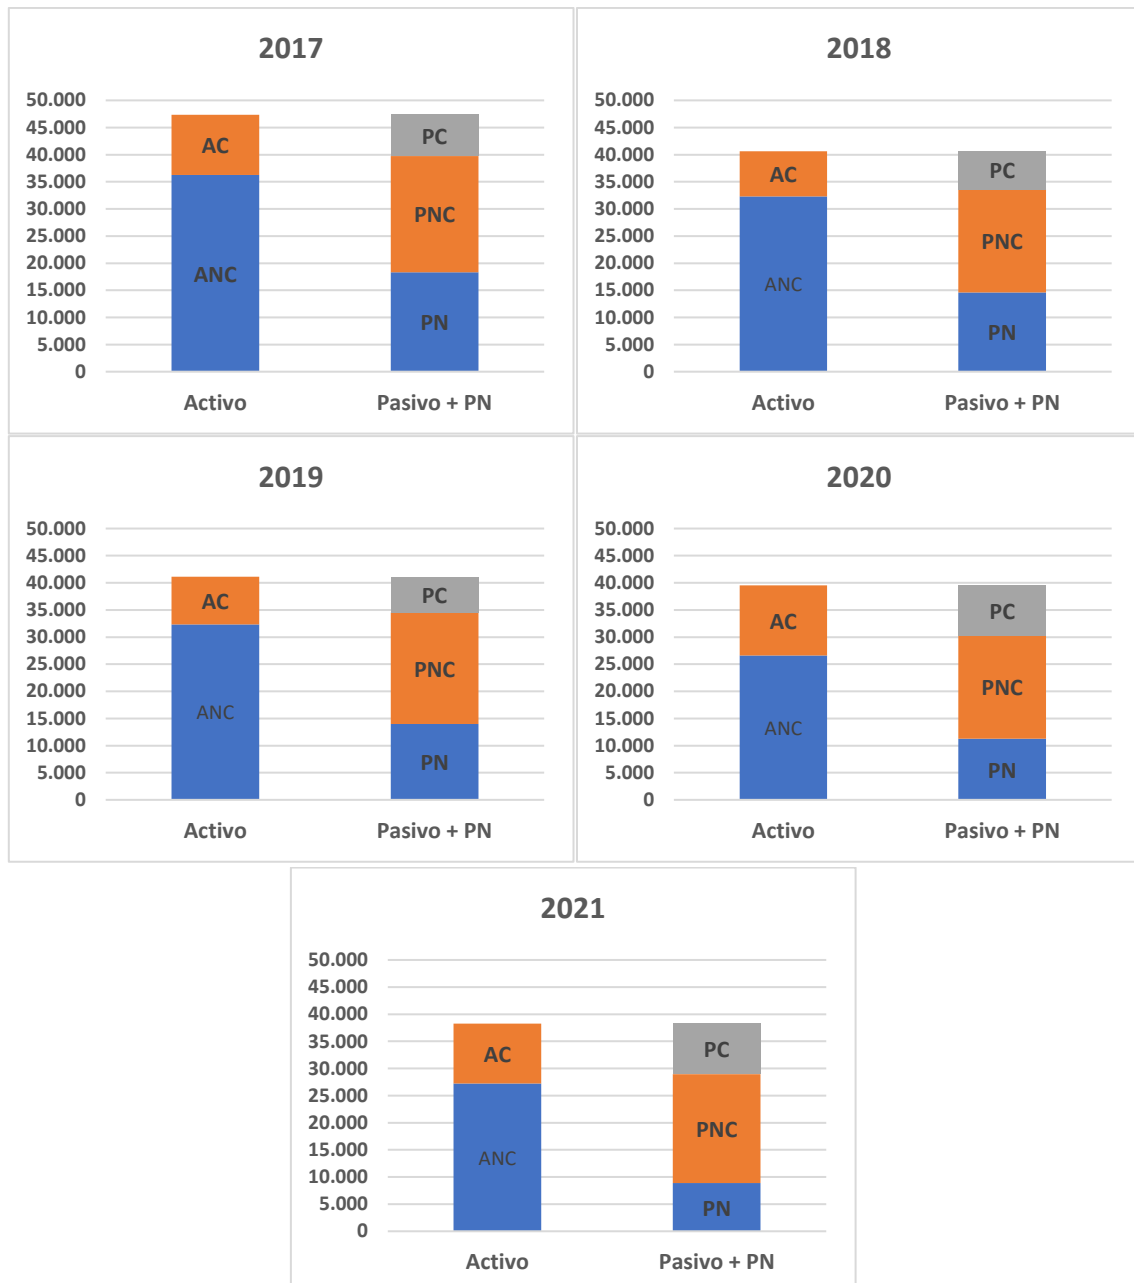 2017
50.000
45.000
40.000
35.000
30.000
25.000
20.000
15.000
10.000
5.000
0
AC
ANC
PC
PNC
PN
Activo
Pasivo + PN
2018
50.000
45.000
40.000
35.000
30.000
25.000
20.000
15.000
10.000
5.000
0
AC
ANC
PC
PNC
PN
Activo
Pasivo + PN
2019
50.000
45.000
40.000
35.000
30.000
25.000
20.000
15.000
10.000
5.000
0
AC
ANC
PC
PNC
PN
Activo
Pasivo + PN
2020
50.000
45.000
40.000
35.000
30.000
25.000
20.000
15.000
10.000
5.000
0
AC
ANC
PC
PNC
PN
Activo
Pasivo + PN
2021
50.000
45.000
40.000
35.000
30.000
25.000
20.000
15.000
10.000
5.000
0
AC
ANC
PC
PNC
PN
Activo
Pasivo + PN